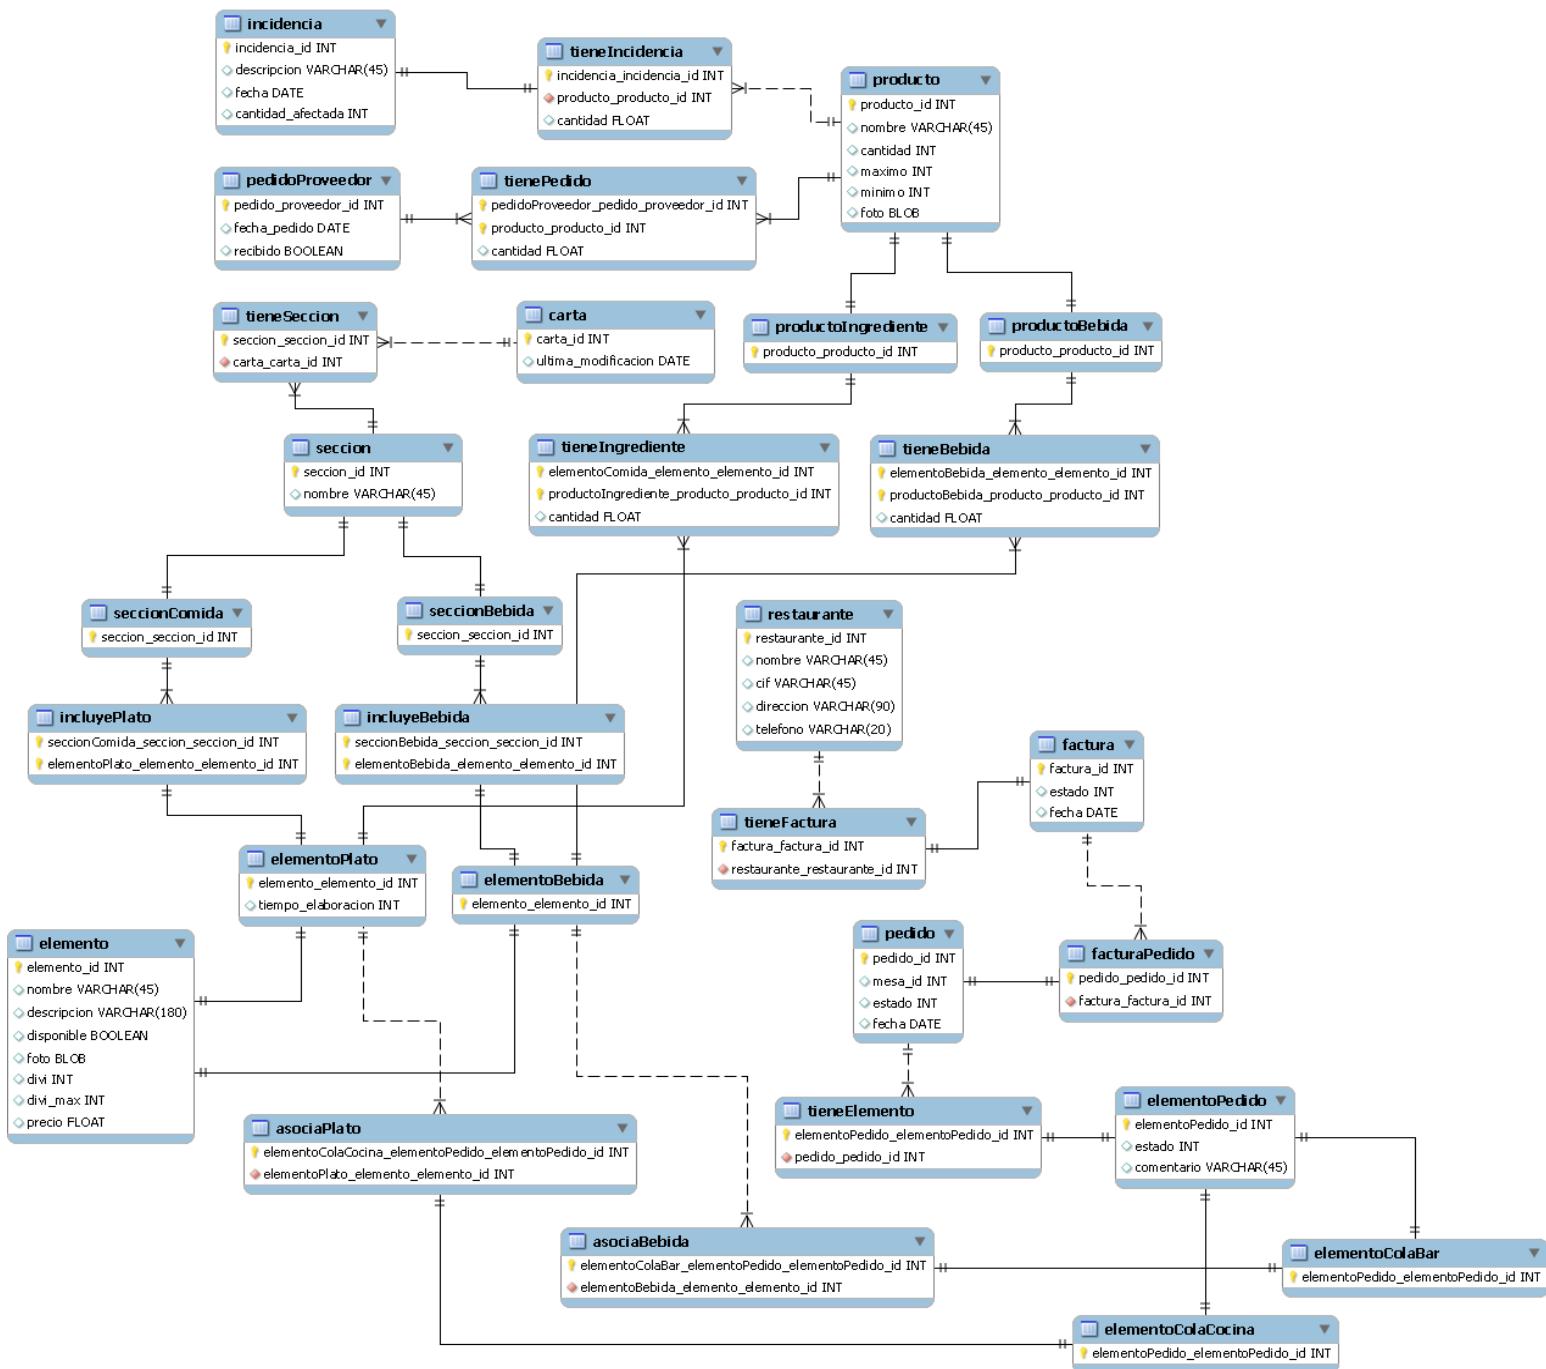 incidencia
incidencia_id INT
descripcion VARCHAR(45)
fecha DATE
cantidad_afectada INT
tieneIncidencia
incidencia_incidencia_id INT
producto_producto_id INT
cantidad FLOAT
producto
producto_id INT
nombre VARCHAR(45)
cantidad INT
maximo INT
minimo INT
foto BLOB
pedidoProveedor
pedido_proveedor_id INT
fecha_pedido DATE
recibido BOOLEAN
tienePedido
pedidoProveedor_pedido_proveedor_id INT
producto_producto_id INT
cantidad FLOAT
tieneSeccion
seccion_seccion_id INT
carta_carta_id INT
carta
carta_id INT
ultima_modificacion DATE
productoIngrediente
producto_producto_id INT
productoBebida
producto_producto_id INT
seccion
seccion_id INT
nombre VARCHAR(45)
tieneIngrediente
elementoComida_elemento_elemento_id INT
productoIngrediente_producto_producto_id INT
cantidad FLOAT
tieneBebida
elementoBebida_elemento_elemento_id INT
productoBebida_producto_producto_id INT
cantidad FLOAT
seccionComida
seccion_seccion_id INT
seccionBebida
seccion_seccion_id INT
restaurante
restaurante_id INT
nombre VARCHAR(45)
cif VARCHAR(45)
direccion VARCHAR(90)
telefono VARCHAR(20)
incluyePlato
seccionComida_seccion_seccion_id INT
elementoPlato_elemento_elemento_id INT
incluyeBebida
seccionBebida_seccion_seccion_id INT
elementoBebida_elemento_elemento_id INT
factura
factura_id INT
estado INT
fecha DATE
tieneFactura
factura_factura_id INT
restaurante_restaurante_id INT
elementoPlato
elemento_elemento_id INT
tiempo_elaboracion INT
elementoBebida
elemento_elemento_id INT
elemento
elemento_id INT
nombre VARCHAR(45)
descripcion VARCHAR(180)
disponible BOOLEAN
foto BLOB
divi INT
divi_max INT
precio FLOAT
pedido
pedido_id INT
mesa_id INT
estado INT
fecha DATE
facturaPedido
pedido_pedido_id INT
factura_factura_id INT
asociaPlato
elementoColaCocina_elementoPedido_elementoPedido_id INT
elementoPlato_elemento_elemento_id INT
tieneElemento
elementoPedido_elementoPedido_id INT
pedido_pedido_id INT
elementoPedido
elementoPedido_id INT
estado INT
comentario VARCHAR(45)
asociaBebida
elementoColaBar_elementoPedido_elementoPedido_id INT
elementoBebida_elemento_elemento_id INT
elementoColaBar
elementoPedido_elementoPedido_id INT
elementoColaCocina
elementoPedido_elementoPedido_id INT